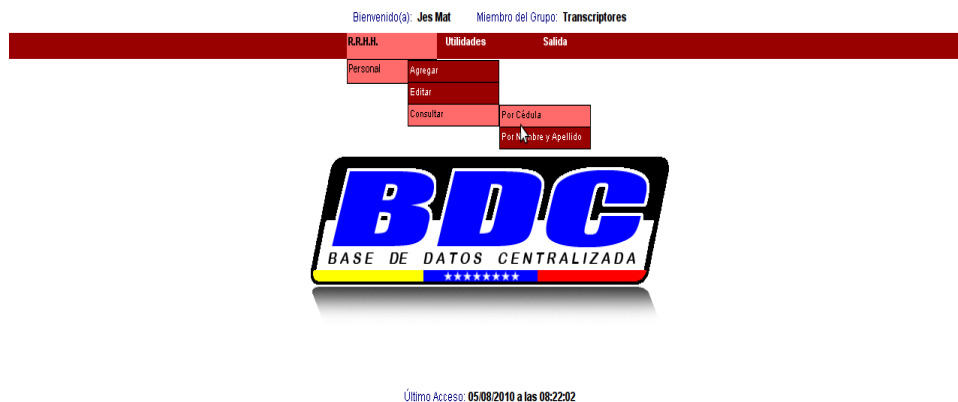 Bienvenido(a): Jes Mat Miembro del Grupo: Transcriptores
R.R.H.H. Utilidades Salida
Personal Agregar
Editar
Consultar Por Cédula
Por Nombre y Apellido
BDC
BASE DE DATOS CENTRALIZADA
Último Acceso: 05/08/2010 a las 08:22:02